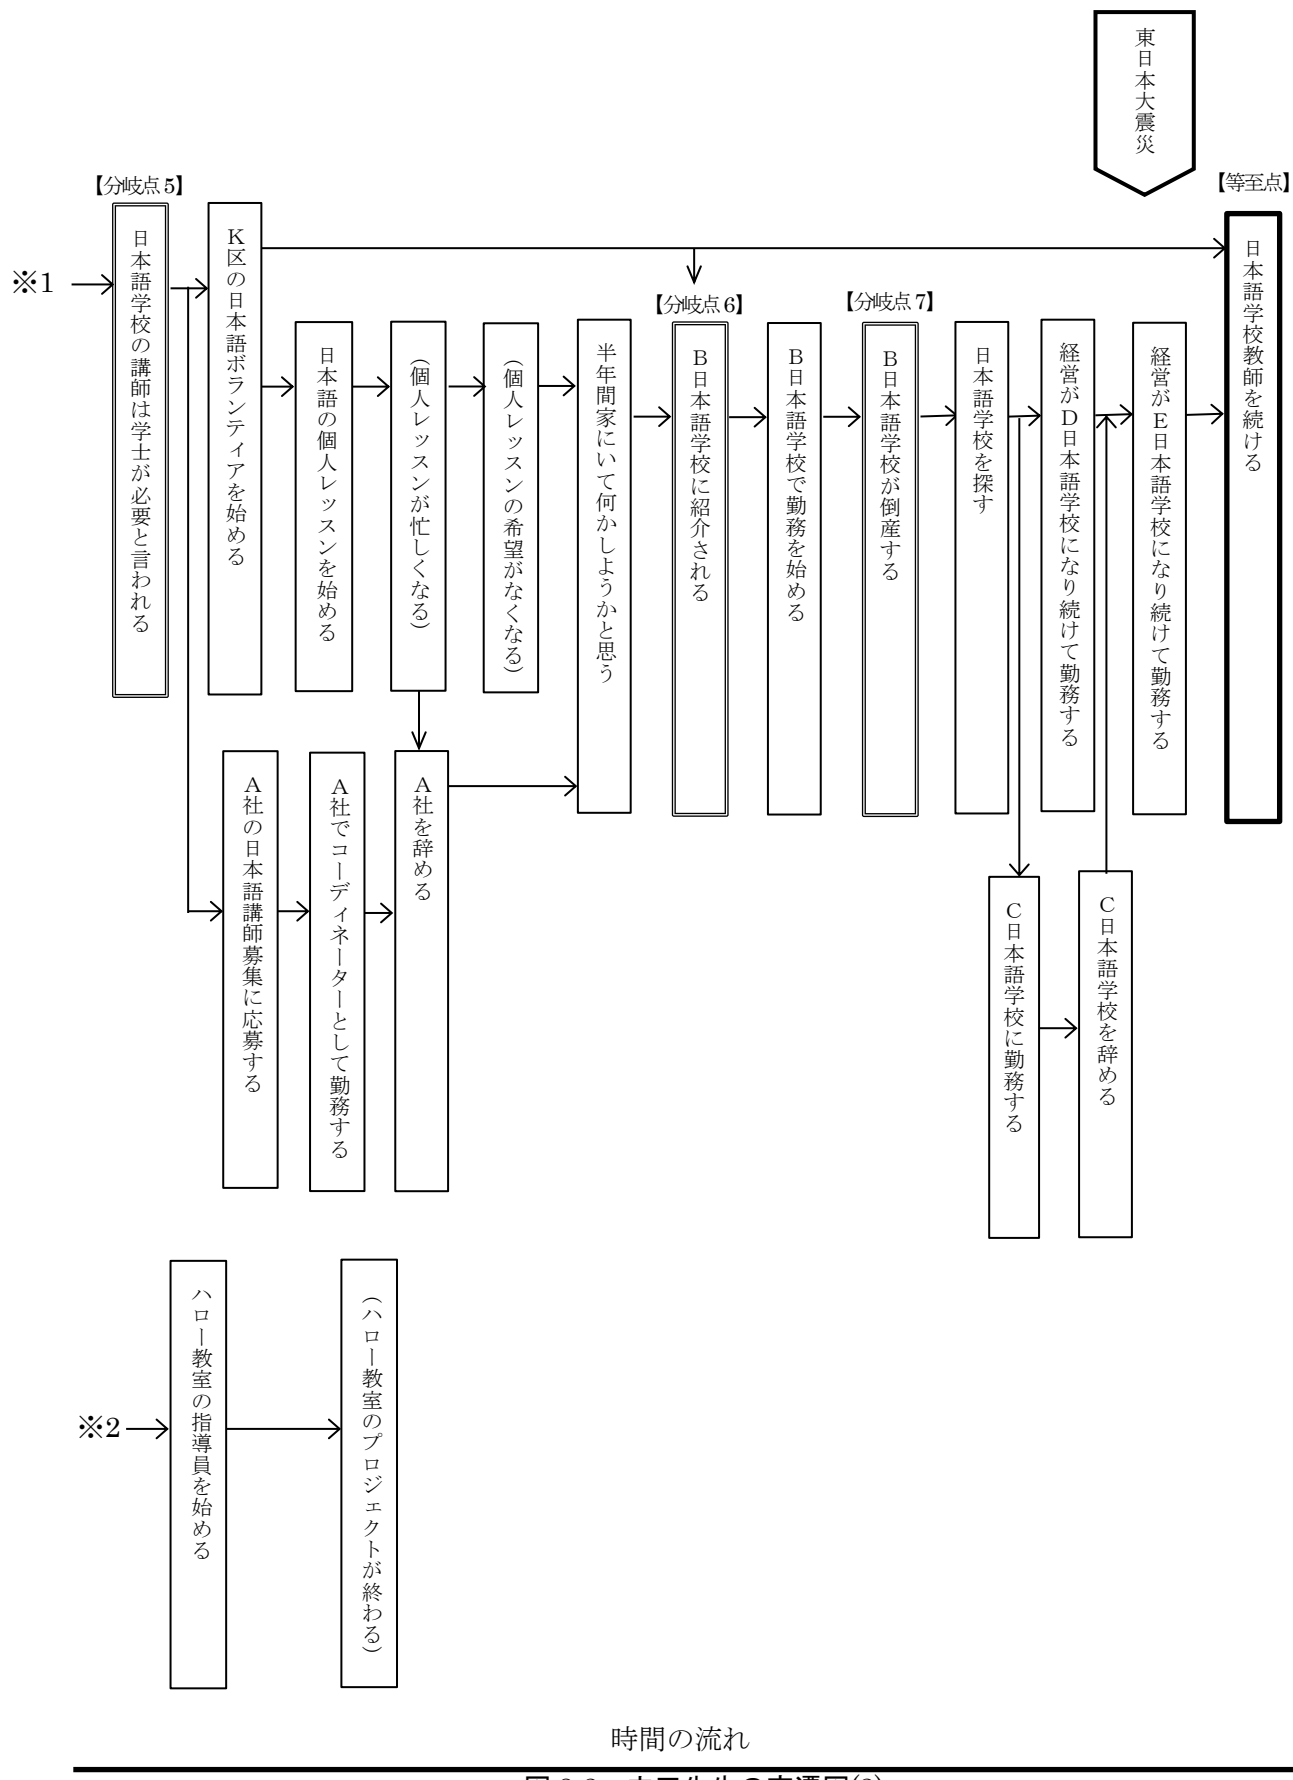 東日本大震災
【分岐点5】
【等至点】
※1
日本語学校の講師は学士が必要と言われる
K区の日本語ボランティアを始める
日本語の個人レッスンを始める
（個人レッスンが忙しくなる）
（個人レッスンの希望がなくなる）
半年間家にいて何かしようかと思う
【分岐点6】
B日本語学校に紹介される
B日本語学校で勤務を始める
【分岐点7】
B日本語学校が倒産する
日本語学校を探す
経営がD日本語学校になり続けて勤務する
経営がE日本語学校になり続けて勤務する
日本語学校教師を続ける
A社の日本語講師募集に応募する
A社でコーディネーターとして勤務する
A社を辞める
C日本語学校に勤務する
C日本語学校を辞める
※2
ハロー教室の指導員を始める
（ハロー教室のプロジェクトが終わる）
時間の流れ